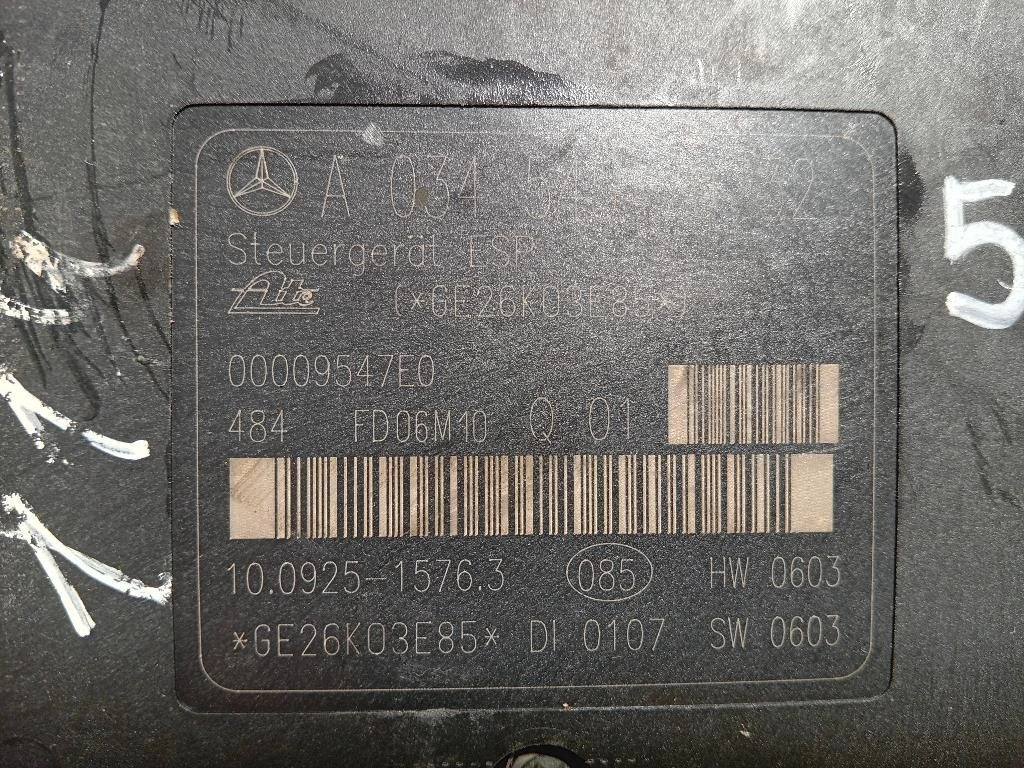 A 034
Steuergerät ESP
Ate (*GE26K03E85*)
00009547E0
484 FD06M10 Q 01
10.0925-1576.3 085 HW 0603
*GE26K03E85* DI 0107 SW 0603
5